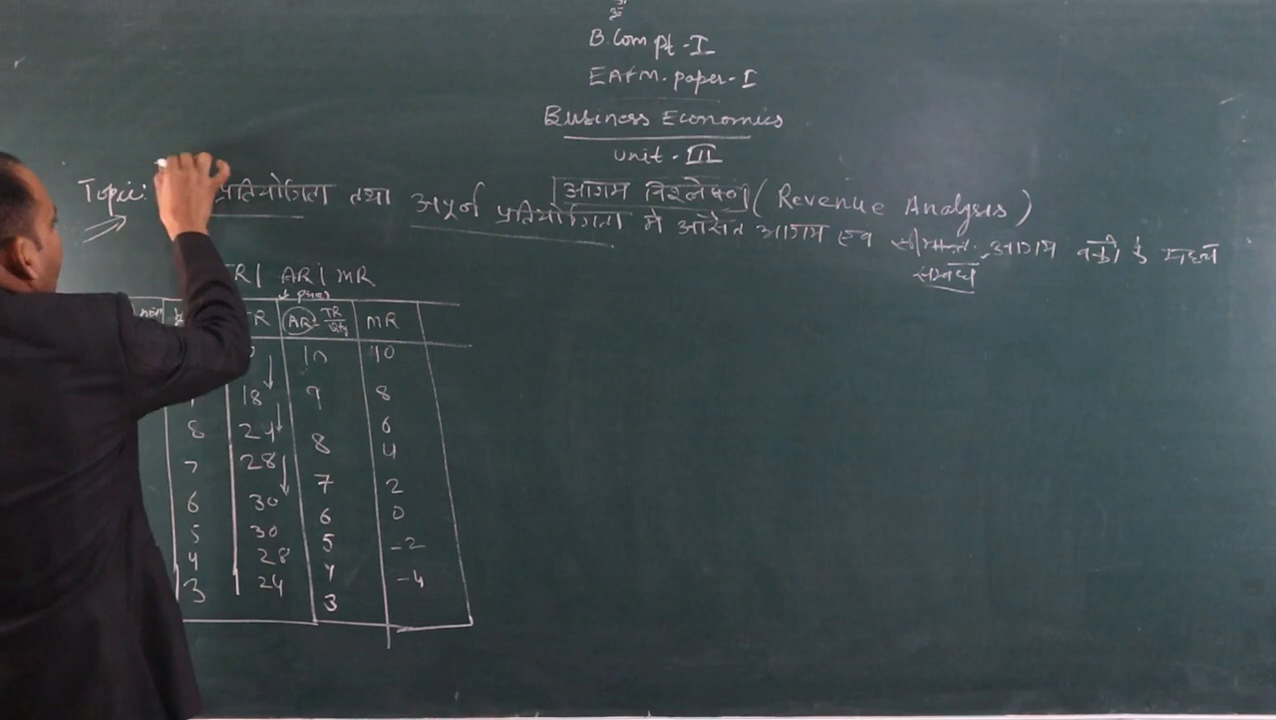 B.Com pt-I
EAFM. paper-I
Business Economics
unit-III
आगम विश्लेषण (Revenue Analysis)
Topic: प्रतियोगिता तथा अपूर्ण प्रतियोगिता में औसत आगम एवं सीमान्त आगम वक्रो के मध्य
सम्बन्ध
R| AR| MR
↓ price
R AR = TR/Qty MR
10 10
18 9 8
8 24 8 6
7 28 7 4
6 30 6 2
5 30 5 0
4 28 4 -2
3 24 3 -4